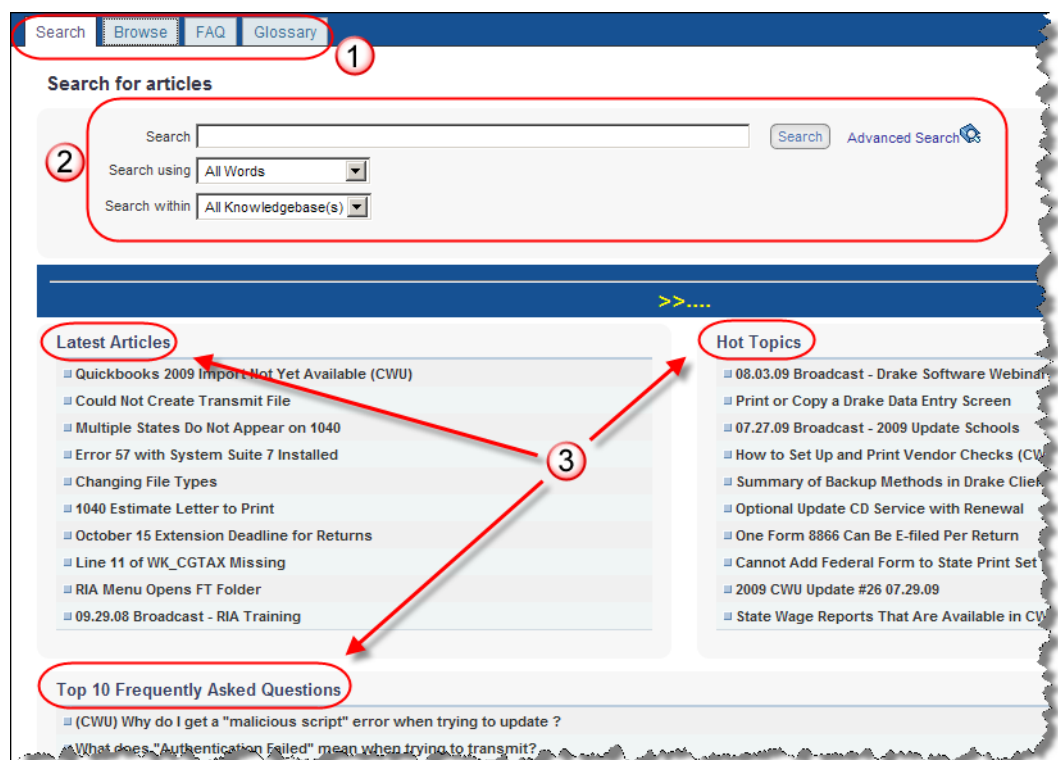 Search Browse FAQ Glossary
1
Search for articles
2
Search Search Advanced Search
Search using All Words
Search within All Knowledgebase(s)
>>....
Latest Articles
Quickbooks 2009 Import Not Yet Available (CWU)
Could Not Create Transmit File
Multiple States Do Not Appear on 1040
Error 57 with System Suite 7 Installed
Changing File Types
1040 Estimate Letter to Print
October 15 Extension Deadline for Returns
Line 11 of WK_CGTAX Missing
RIA Menu Opens FT Folder
09.29.08 Broadcast - RIA Training
3
Hot Topics
08.03.09 Broadcast - Drake Software Webinar
Print or Copy a Drake Data Entry Screen
07.27.09 Broadcast - 2009 Update Schools
How to Set Up and Print Vendor Checks (CW
Summary of Backup Methods in Drake Clien
Optional Update CD Service with Renewal
One Form 8866 Can Be E-filed Per Return
Cannot Add Federal Form to State Print Set
2009 CWU Update #26 07.29.09
State Wage Reports That Are Available in CW
Top 10 Frequently Asked Questions
(CWU) Why do I get a "malicious script" error when trying to update ?
What does "Authentication Failed" mean when trying to transmit?